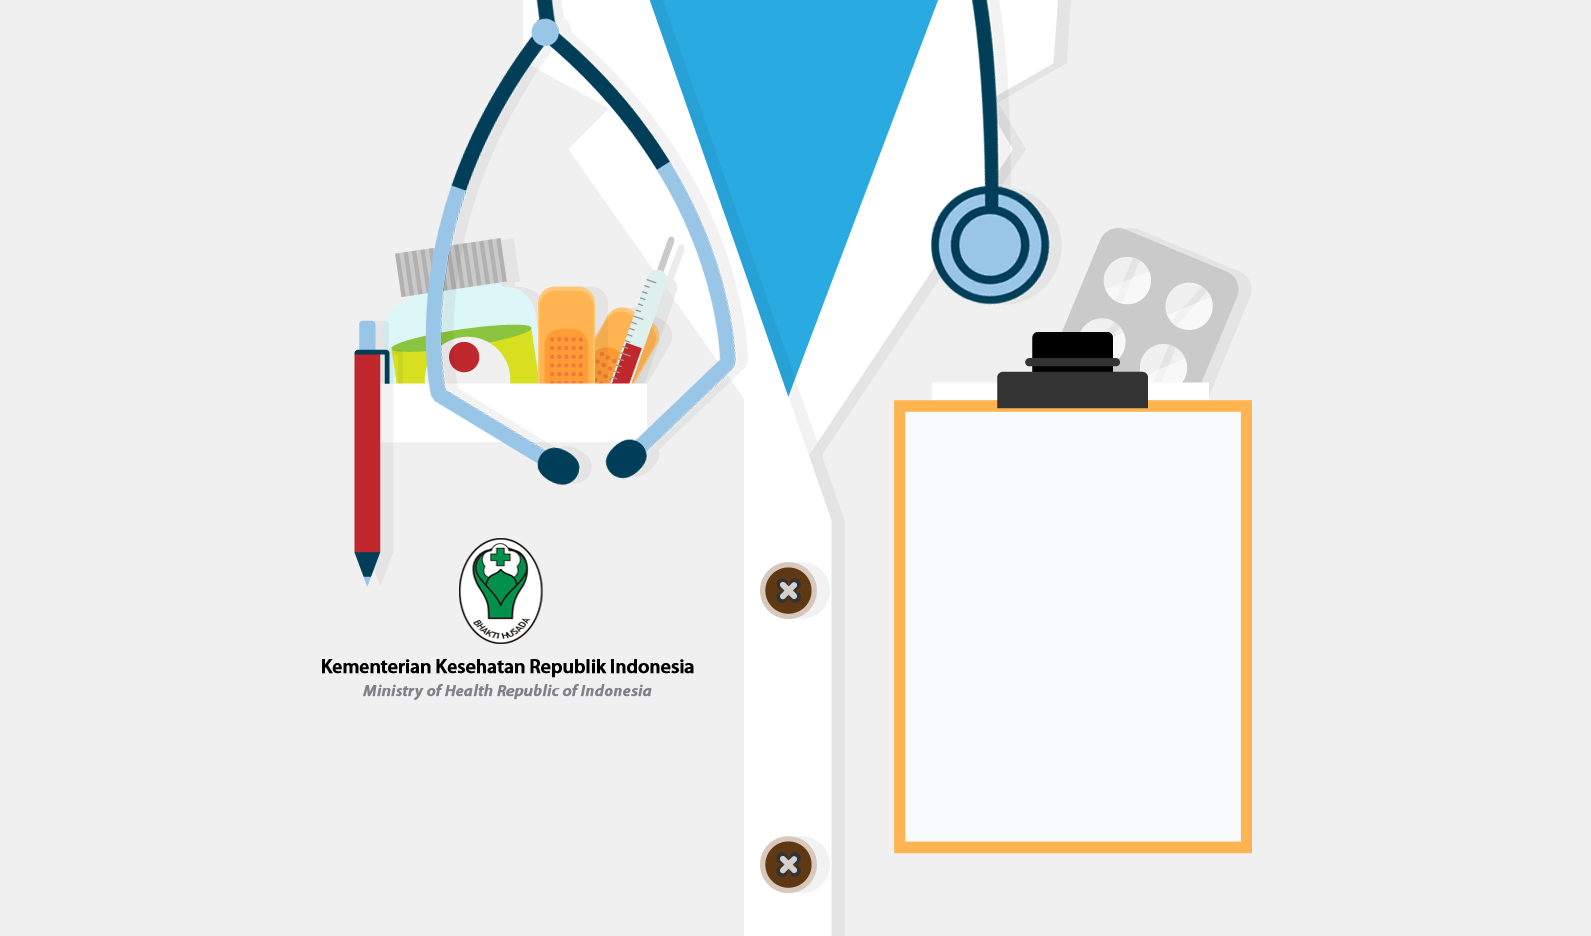 BHAKTI HUSADA
Kementerian Kesehatan Republik Indonesia
Ministry of Health Republic of Indonesia